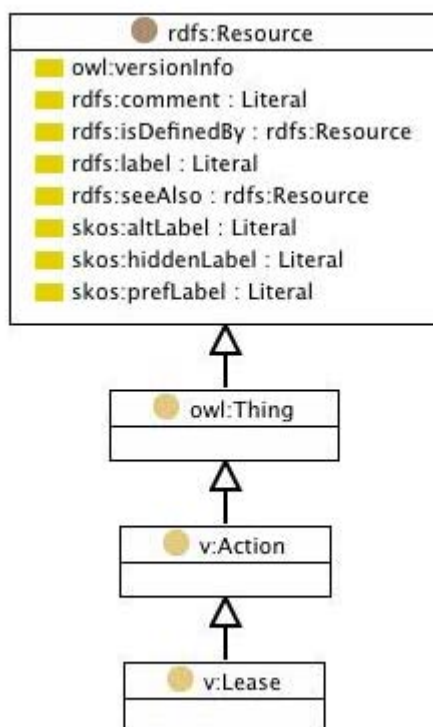 rdfs:Resource
owl:versionInfo
rdfs:comment : Literal
rdfs:isDefinedBy : rdfs:Resource
rdfs:label : Literal
rdfs:seeAlso : rdfs:Resource
skos:altLabel : Literal
skos:hiddenLabel : Literal
skos:prefLabel : Literal
owl:Thing
v:Action
v:Lease